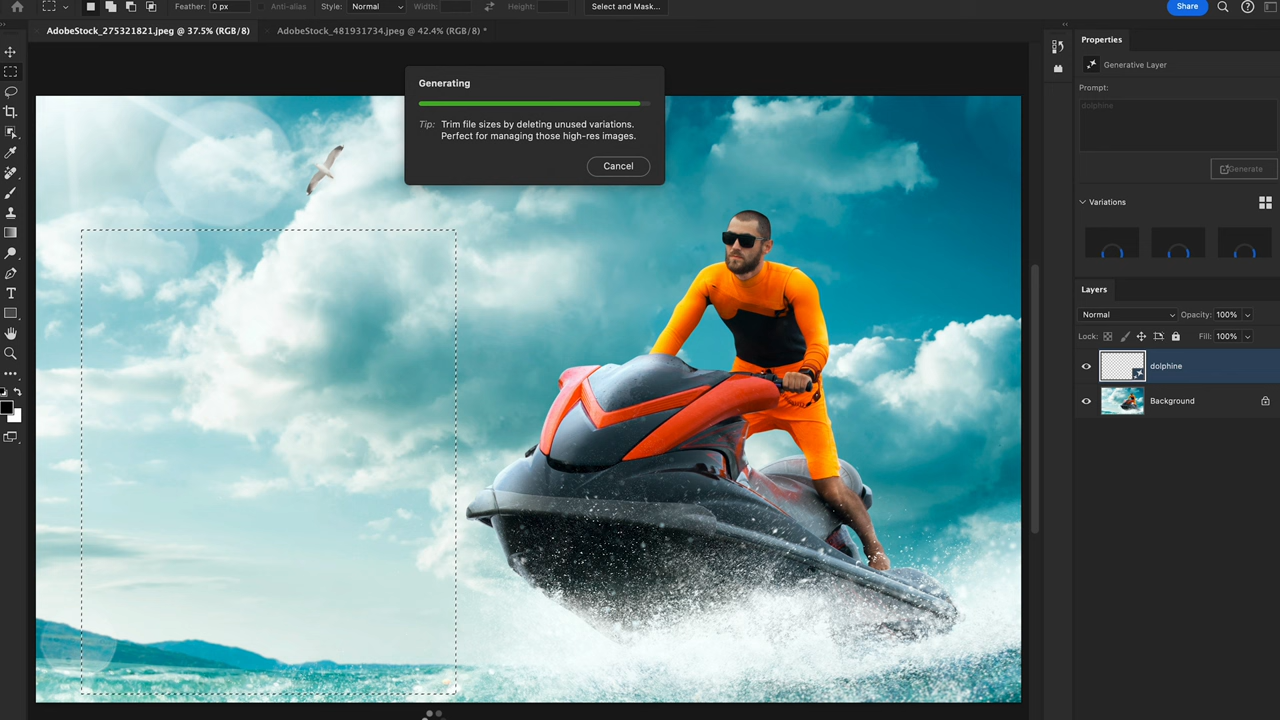 Feather: 0 px Anti-alias Style: Normal Width: Height: Select and Mask... Share
AdobeStock_275321821.jpeg @ 37.5% (RGB/8) AdobeStock_481931734.jpeg @ 42.4% (RGB/8) *
Generating
Tip: Trim file sizes by deleting unused variations.
Perfect for managing those high-res images.
Cancel
Properties
Generative Layer
Prompt:
dolphine
Generate
Variations
Layers
Normal Opacity: 100%
Lock: Fill: 100%
dolphine
Background